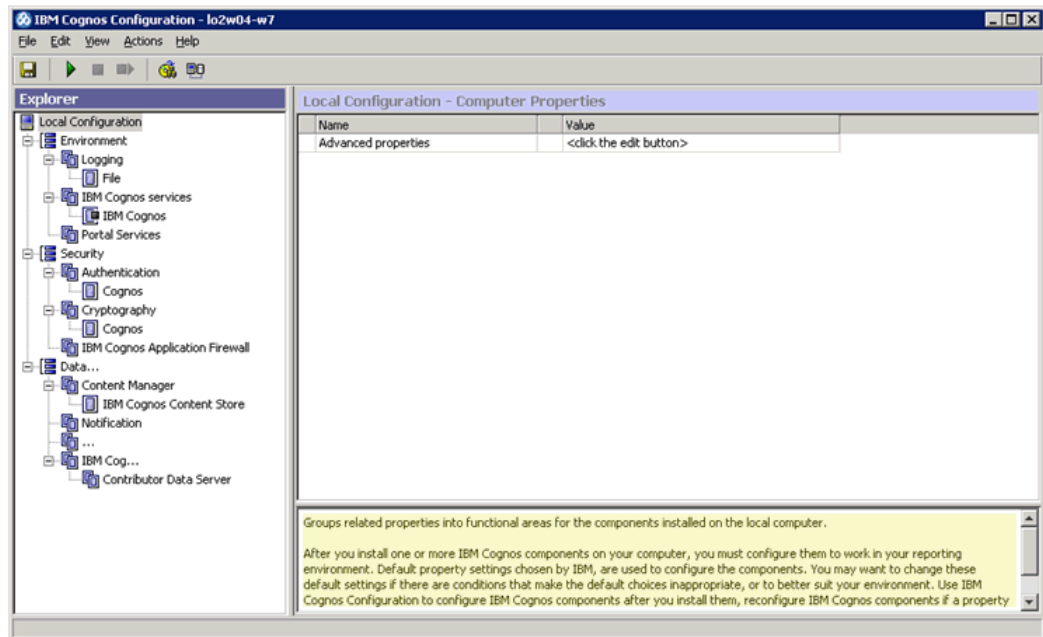 IBM Cognos Configuration - lo2w04-w7
File Edit View Actions Help
Explorer
Local Configuration
Environment
Logging
File
IBM Cognos services
IBM Cognos
Portal Services
Security
Authentication
Cognos
Cryptography
Cognos
IBM Cognos Application Firewall
Data...
Content Manager
IBM Cognos Content Store
Notification
...
IBM Cog...
Contributor Data Server
Local Configuration - Computer Properties
Name Value
Advanced properties <click the edit button>
Groups related properties into functional areas for the components installed on the local computer.
After you install one or more IBM Cognos components on your computer, you must configure them to work in your reporting
environment. Default property settings chosen by IBM, are used to configure the components. You may want to change these
default settings if there are conditions that make the default choices inappropriate, or to better suit your environment. Use IBM
Cognos Configuration to configure IBM Cognos components after you install them, reconfigure IBM Cognos components if a property